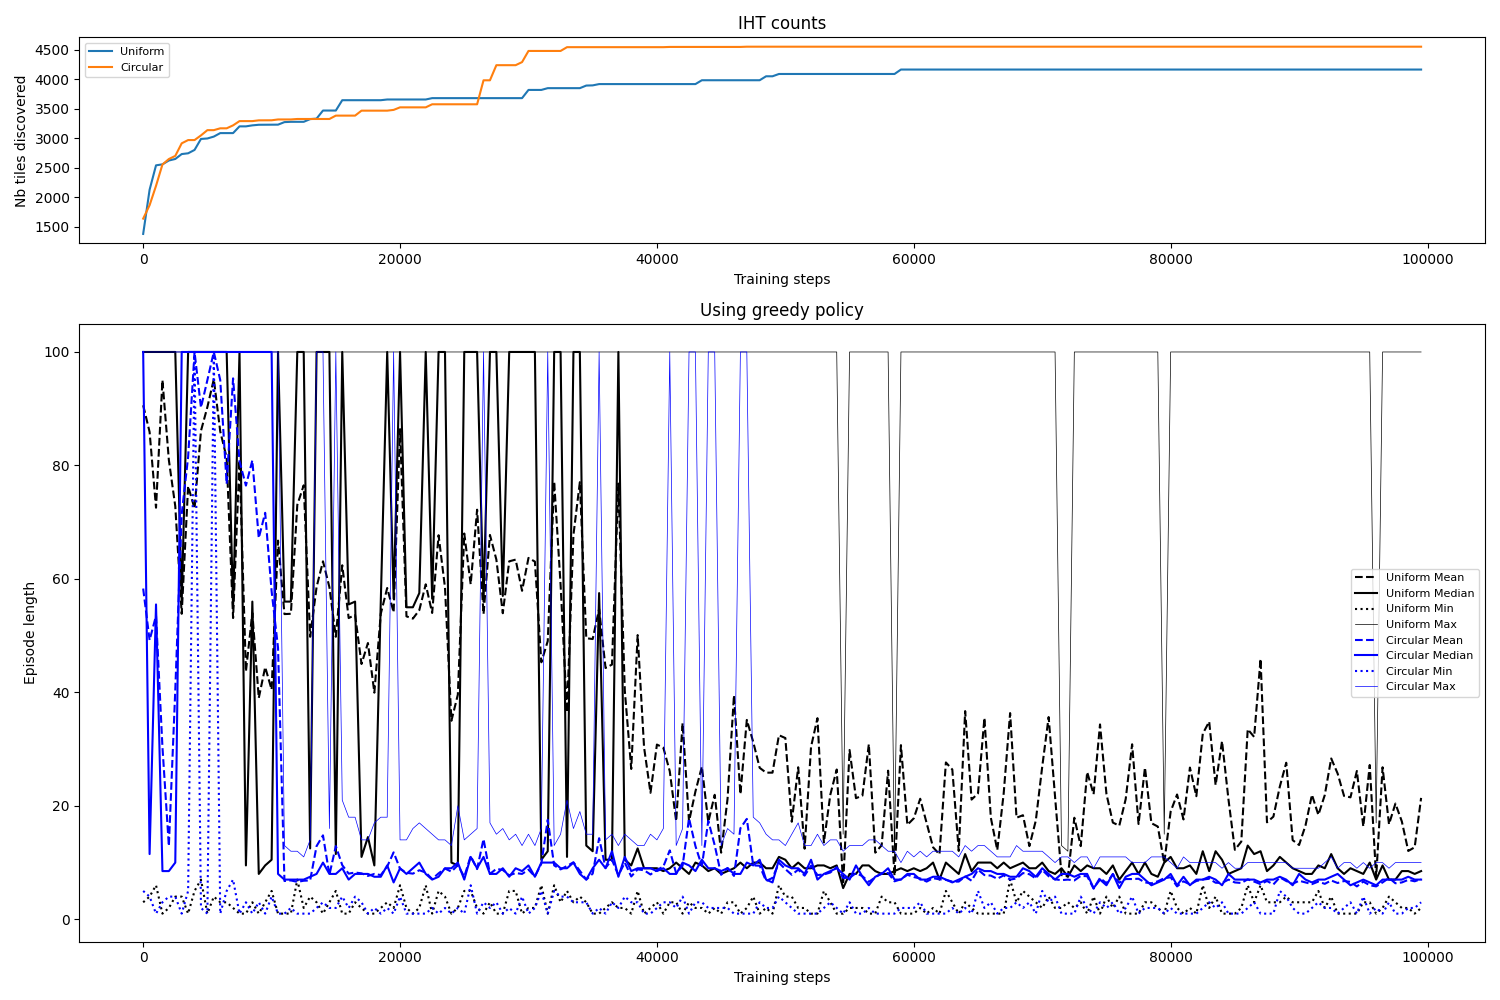 IHT counts
Nb tiles discovered
4500
4000
3500
3000
2500
2000
1500
Uniform
Circular
0
20000
40000
60000
80000
100000
Training steps
Using greedy policy
Episode length
100
80
60
40
20
0
Uniform Mean
Uniform Median
Uniform Min
Uniform Max
Circular Mean
Circular Median
Circular Min
Circular Max
0
20000
40000
60000
80000
100000
Training steps